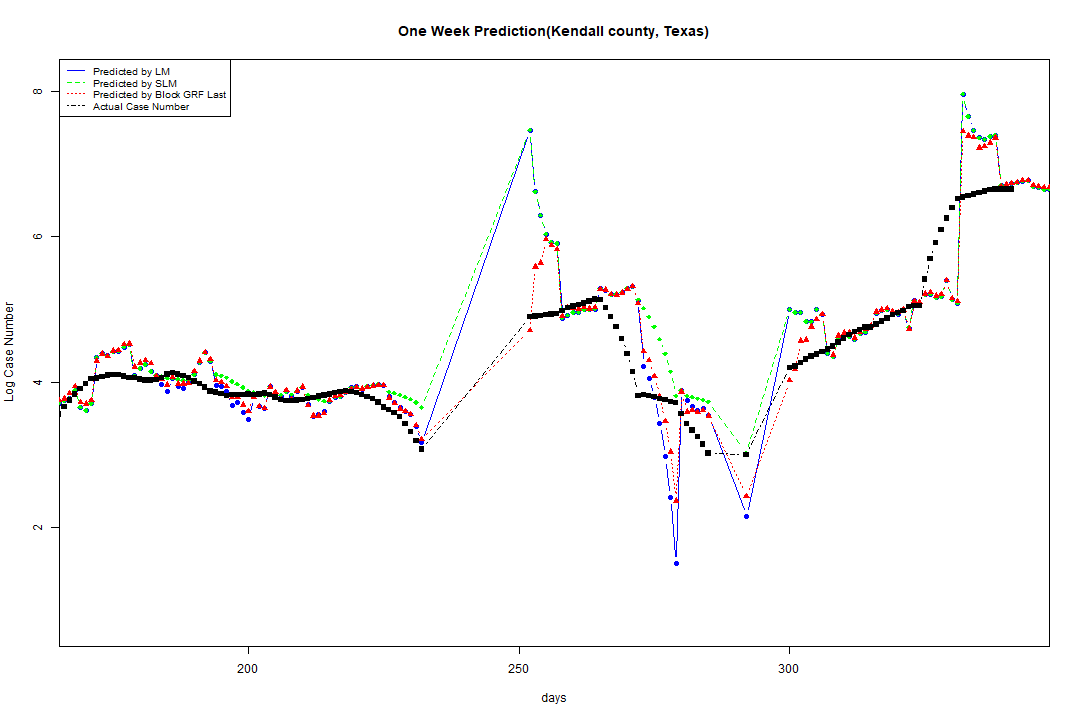 One Week Prediction(Kendall county, Texas)
Predicted by LM
Predicted by SLM
Predicted by Block GRF Last
Actual Case Number
8
6
4
2
Log Case Number
200
250
300
days